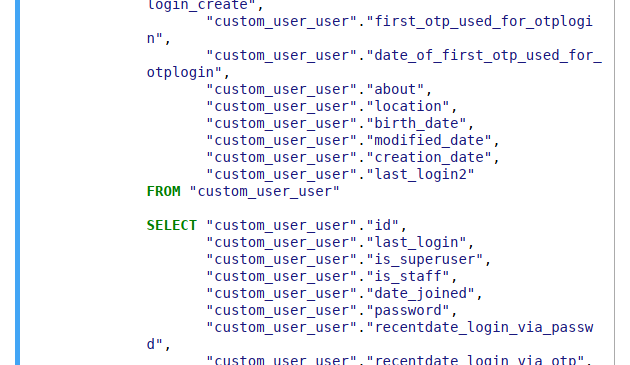 login_create",
"custom_user_user"."first_otp_used_for_otplogi
n",
"custom_user_user"."date_of_first_otp_used_for_
otplogin",
"custom_user_user"."about",
"custom_user_user"."location",
"custom_user_user"."birth_date",
"custom_user_user"."modified_date",
"custom_user_user"."creation_date",
"custom_user_user"."last_login2"
FROM "custom_user_user"
SELECT "custom_user_user"."id",
"custom_user_user"."last_login",
"custom_user_user"."is_superuser",
"custom_user_user"."is_staff",
"custom_user_user"."date_joined",
"custom_user_user"."password",
"custom_user_user"."recentdate_login_via_passw
d",
"custom_user_user"."recentdate_login_via_otp",